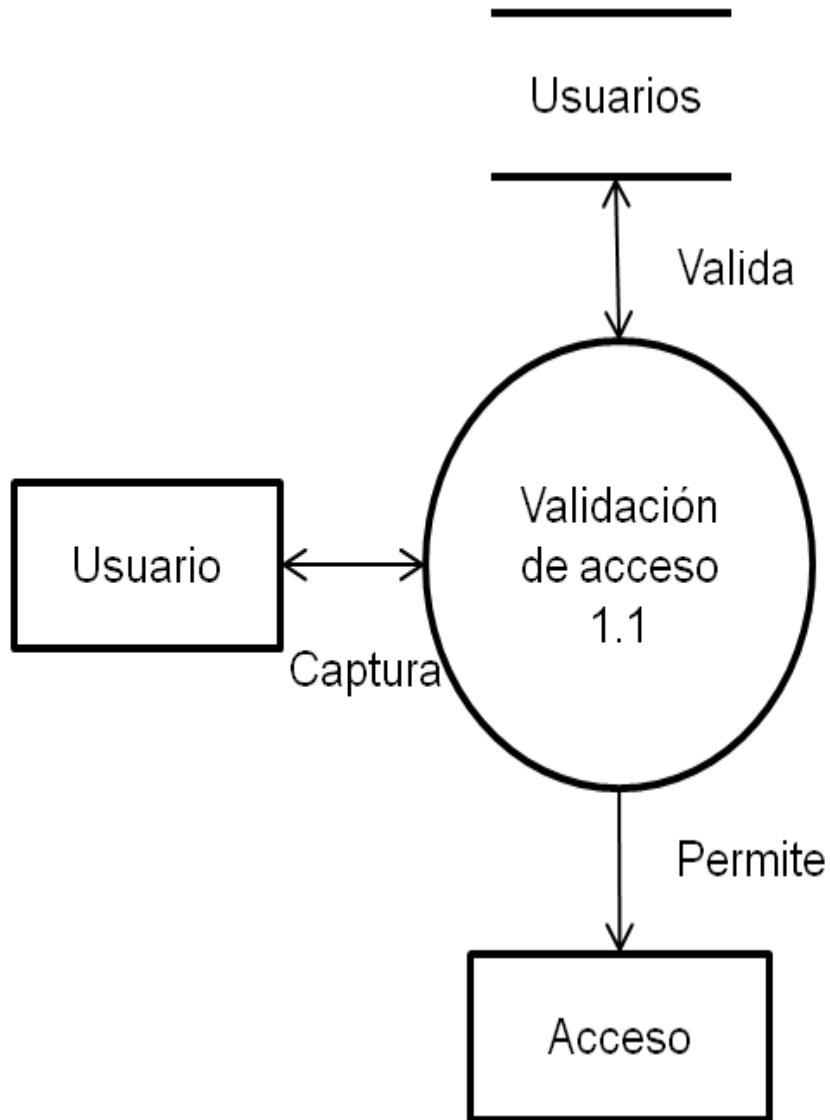 Usuarios
Valida
Usuario
Captura
Validación
de acceso
1.1
Permite
Acceso